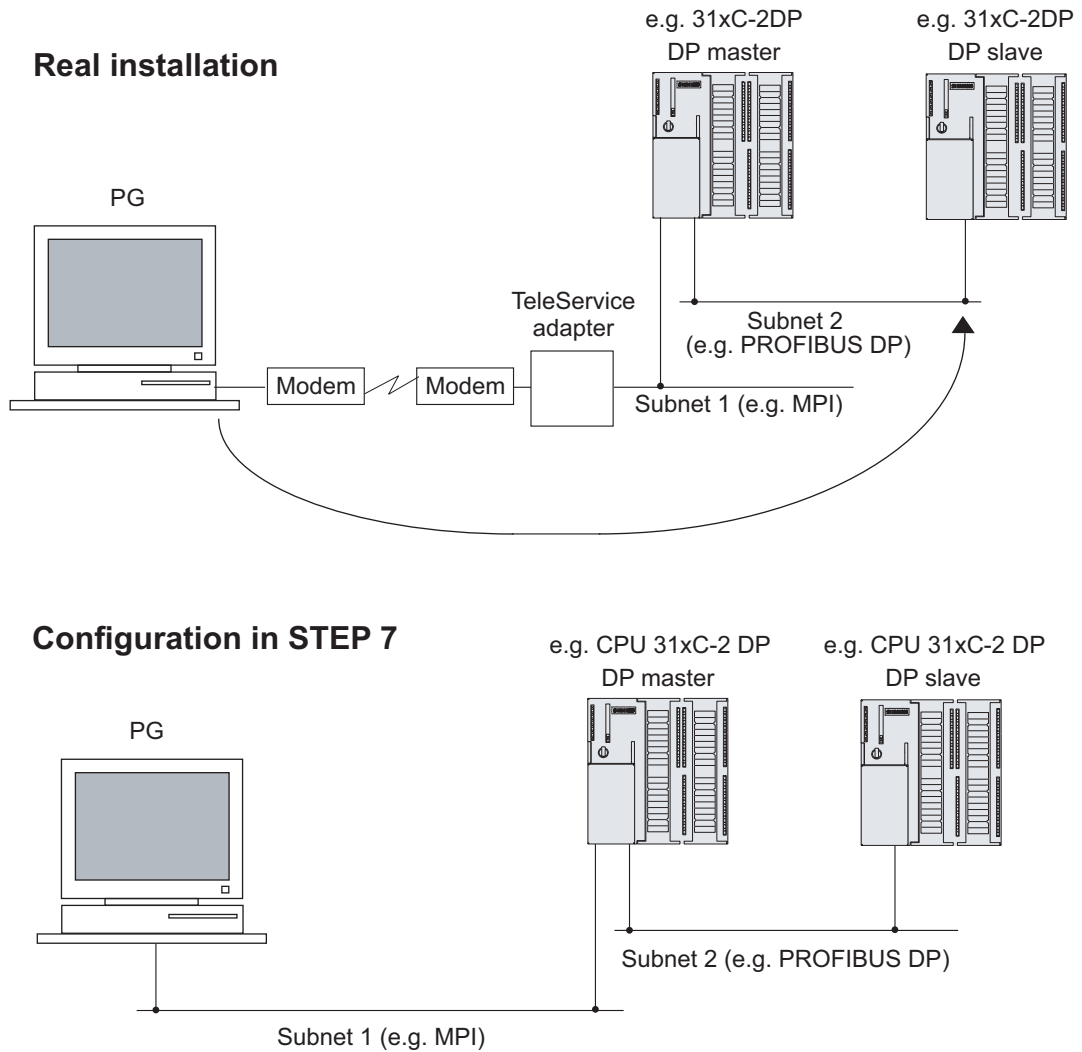 Real installation
e.g. 31xC-2DP
DP master
e.g. 31xC-2DP
DP slave
PG
TeleService
adapter
Modem
Modem
Subnet 2
(e.g. PROFIBUS DP)
Subnet 1 (e.g. MPI)
Configuration in STEP 7
e.g. CPU 31xC-2 DP
DP master
e.g. CPU 31xC-2 DP
DP slave
PG
Subnet 2 (e.g. PROFIBUS DP)
Subnet 1 (e.g. MPI)